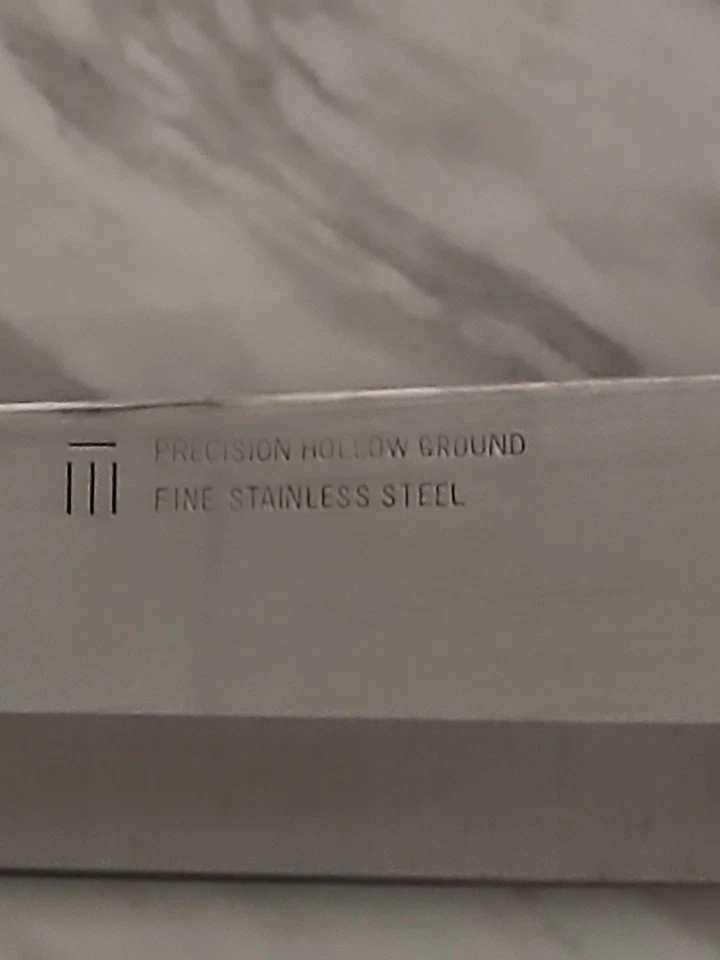 PRECISION HOLLOW GROUND
FINE STAINLESS STEEL